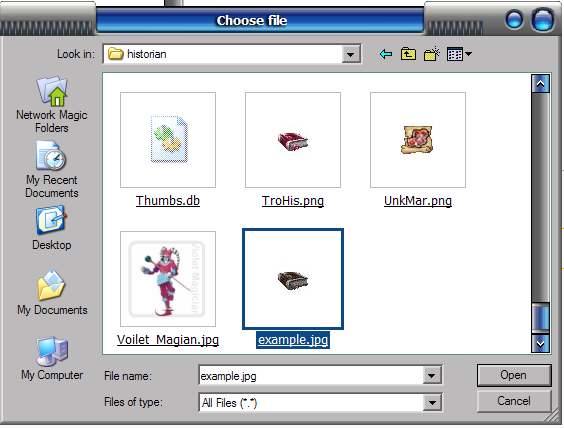 Choose file
Look in:
historian
Network Magic
Folders
My Recent
Documents
Desktop
My Documents
My Computer
Thumbs.db
TroHis.png
UnkMar.png
Violet Magician
Voilet_Magian.jpg
example.jpg
File name:
example.jpg
Open
Files of type:
All Files (*.*)
Cancel